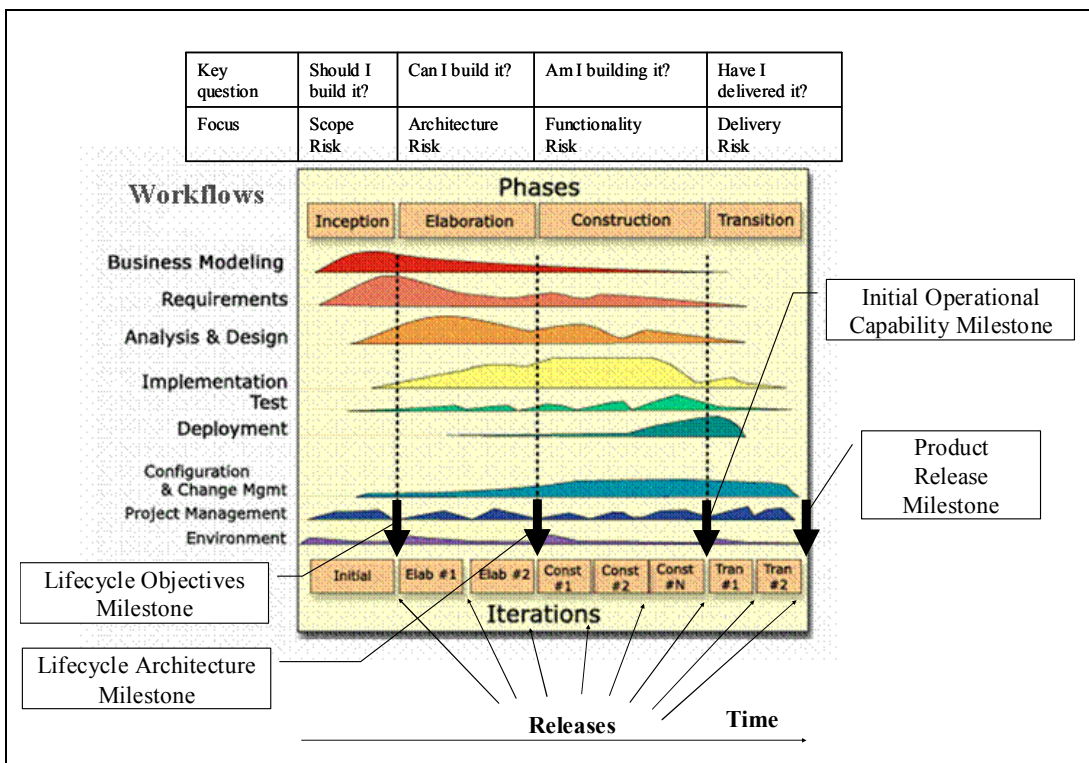 Key question
Should I build it?
Can I build it?
Am I building it?
Have I delivered it?
Focus
Scope Risk
Architecture Risk
Functionality Risk
Delivery Risk
Workflows
Phases
Inception
Elaboration
Construction
Transition
Business Modeling
Requirements
Analysis & Design
Implementation
Test
Deployment
Configuration
& Change Mgmt
Project Management
Environment
Initial Operational
Capability Milestone
Product
Release
Milestone
Lifecycle Objectives
Milestone
Lifecycle Architecture
Milestone
Initial
Elab #1
Elab #2
Const
#1
Const
#2
Const
#N
Tran
#1
Tran
#2
Iterations
Releases
Time